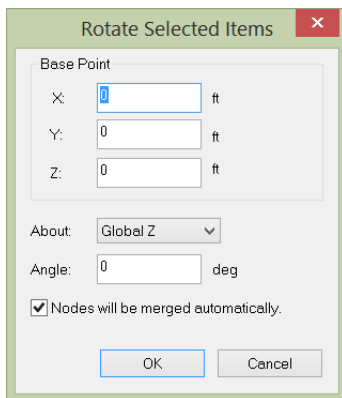 Rotate Selected Items
Base Point
X: 0 ft
Y: 0 ft
Z: 0 ft
About: Global Z
Angle: 0 deg
Nodes will be merged automatically.
OK Cancel